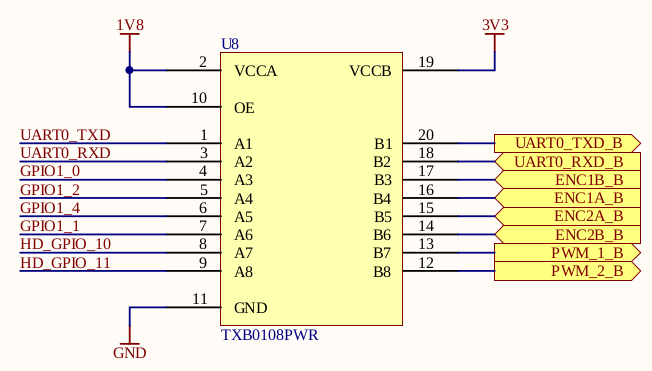 1V8
3V3
U8
2 VCCA VCCB 19
10 OE
UART0_TXD 1 A1 B1 20 UART0_TXD_B
UART0_RXD 3 A2 B2 18 UART0_RXD_B
GPIO1_0 4 A3 B3 17 ENC1B_B
GPIO1_2 5 A4 B4 16 ENC1A_B
GPIO1_4 6 A5 B5 15 ENC2A_B
GPIO1_1 7 A6 B6 14 ENC2B_B
HD_GPIO_10 8 A7 B7 13 PWM_1_B
HD_GPIO_11 9 A8 B8 12 PWM_2_B
11 GND
TXB0108PWR
GND